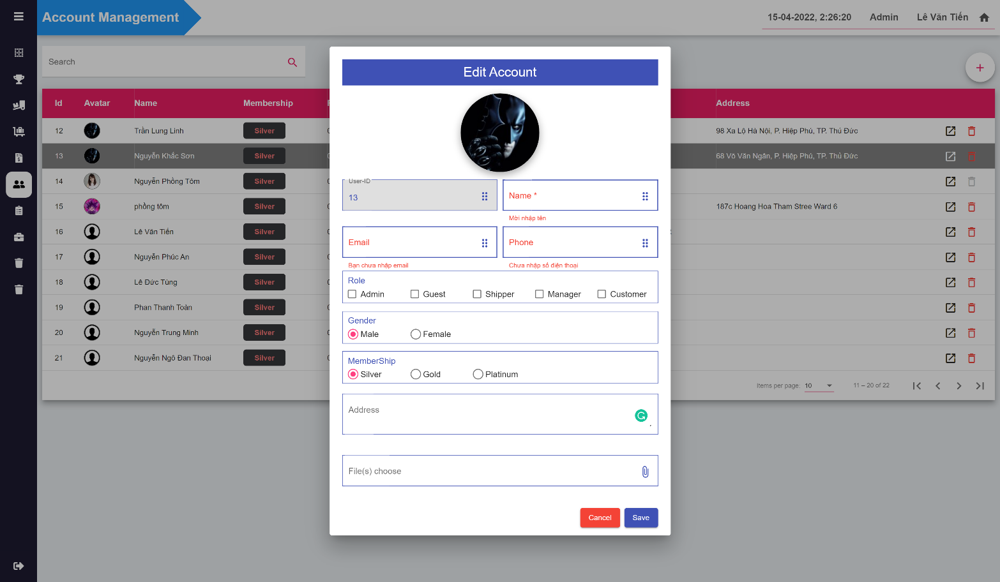 Account Management
15-04-2022, 2:26:20 Admin Lê Văn Tiến
Search
Id Avatar Name Membership Address
12 Trần Lung Linh Silver 98 Xa Lộ Hà Nội, P. Hiệp Phú, TP. Thủ Đức
13 Nguyễn Khắc Sơn Silver 68 Võ Văn Ngân, P. Hiệp Phú, TP. Thủ Đức
14 Nguyễn Phồng Tôm Silver
15 phồng tôm Silver 187c Hoang Hoa Tham Stree Ward 6
16 Lê Văn Tiến Silver
17 Nguyễn Phúc An Silver
18 Lê Đức Tùng Silver
19 Phan Thanh Toàn Silver
20 Nguyễn Trung Minh Silver
21 Nguyễn Ngô Đan Thoại Silver
Items per page: 10 11 – 20 of 22
Edit Account
User-ID
13
Name *
Mời nhập tên
Email
Phone
Bạn chưa nhập email
Chưa nhập số điện thoại
Role
Admin Guest Shipper Manager Customer
Gender
Male Female
MemberShip
Silver Gold Platinum
Address
File(s) choose
Cancel Save